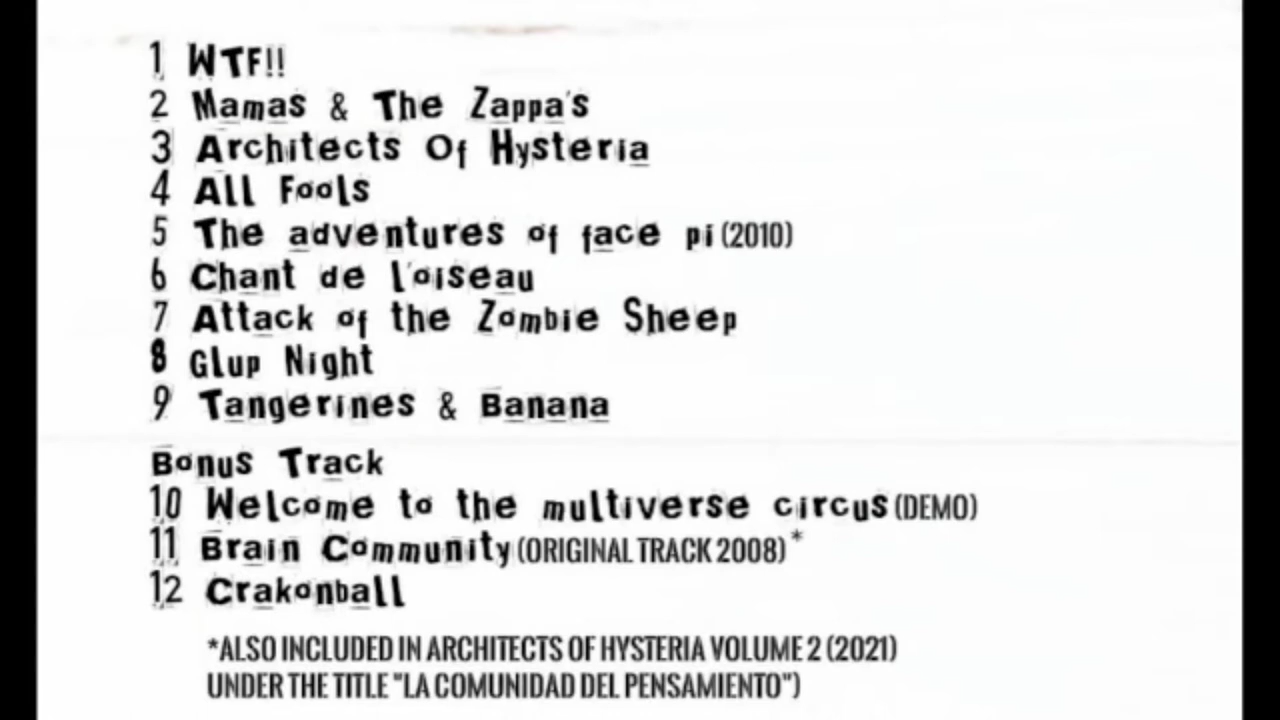 1 WTF!!
2 Mamas & The Zappa's
3 Architects Of Hysteria
4 All Fools
5 The adventures of face pi (2010)
6 Chant de l'oiseau
7 Attack of the Zombie Sheep
8 Glup Night
9 Tangerines & Banana
Bonus Track
10 Welcome to the multiverse circus (DEMO)
11 Brain Community (ORIGINAL TRACK 2008) *
12 Crakonball
*ALSO INCLUDED IN ARCHITECTS OF HYSTERIA VOLUME 2 (2021)
UNDER THE TITLE "LA COMUNIDAD DEL PENSAMIENTO")